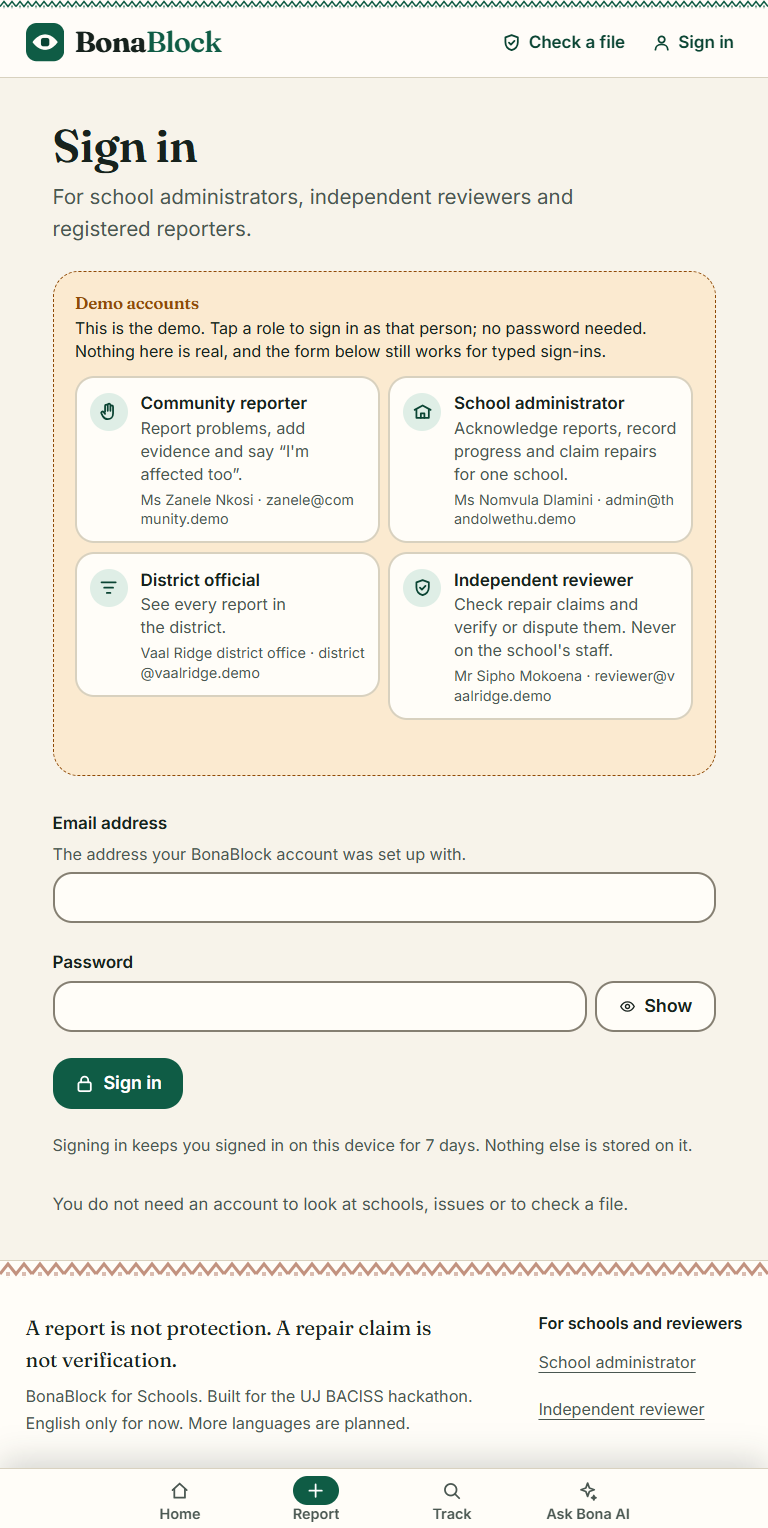 BonaBlock
Check a file
Sign in
Sign in
For school administrators, independent reviewers and
registered reporters.
Demo accounts
This is the demo. Tap a role to sign in as that person; no password needed.
Nothing here is real, and the form below still works for typed sign-ins.
Community reporter
Report problems, add
evidence and say “I'm
affected too”.
Ms Zanele Nkosi · zanele@com
munity.demo
School administrator
Acknowledge reports, record
progress and claim repairs
for one school.
Ms Nomvula Dlamini · admin@th
andolwethu.demo
District official
See every report in
the district.
Vaal Ridge district office · district
@vaalridge.demo
Independent reviewer
Check repair claims and
verify or dispute them. Never
on the school's staff.
Mr Sipho Mokoena · reviewer@v
aalridge.demo
Email address
The address your BonaBlock account was set up with.
Password
Show
Sign in
Signing in keeps you signed in on this device for 7 days. Nothing else is stored on it.
You do not need an account to look at schools, issues or to check a file.
A report is not protection. A repair claim is
not verification.
BonaBlock for Schools. Built for the UJ BACISS hackathon.
English only for now. More languages are planned.
For schools and reviewers
School administrator
Independent reviewer
Home
Report
Track
Ask Bona AI